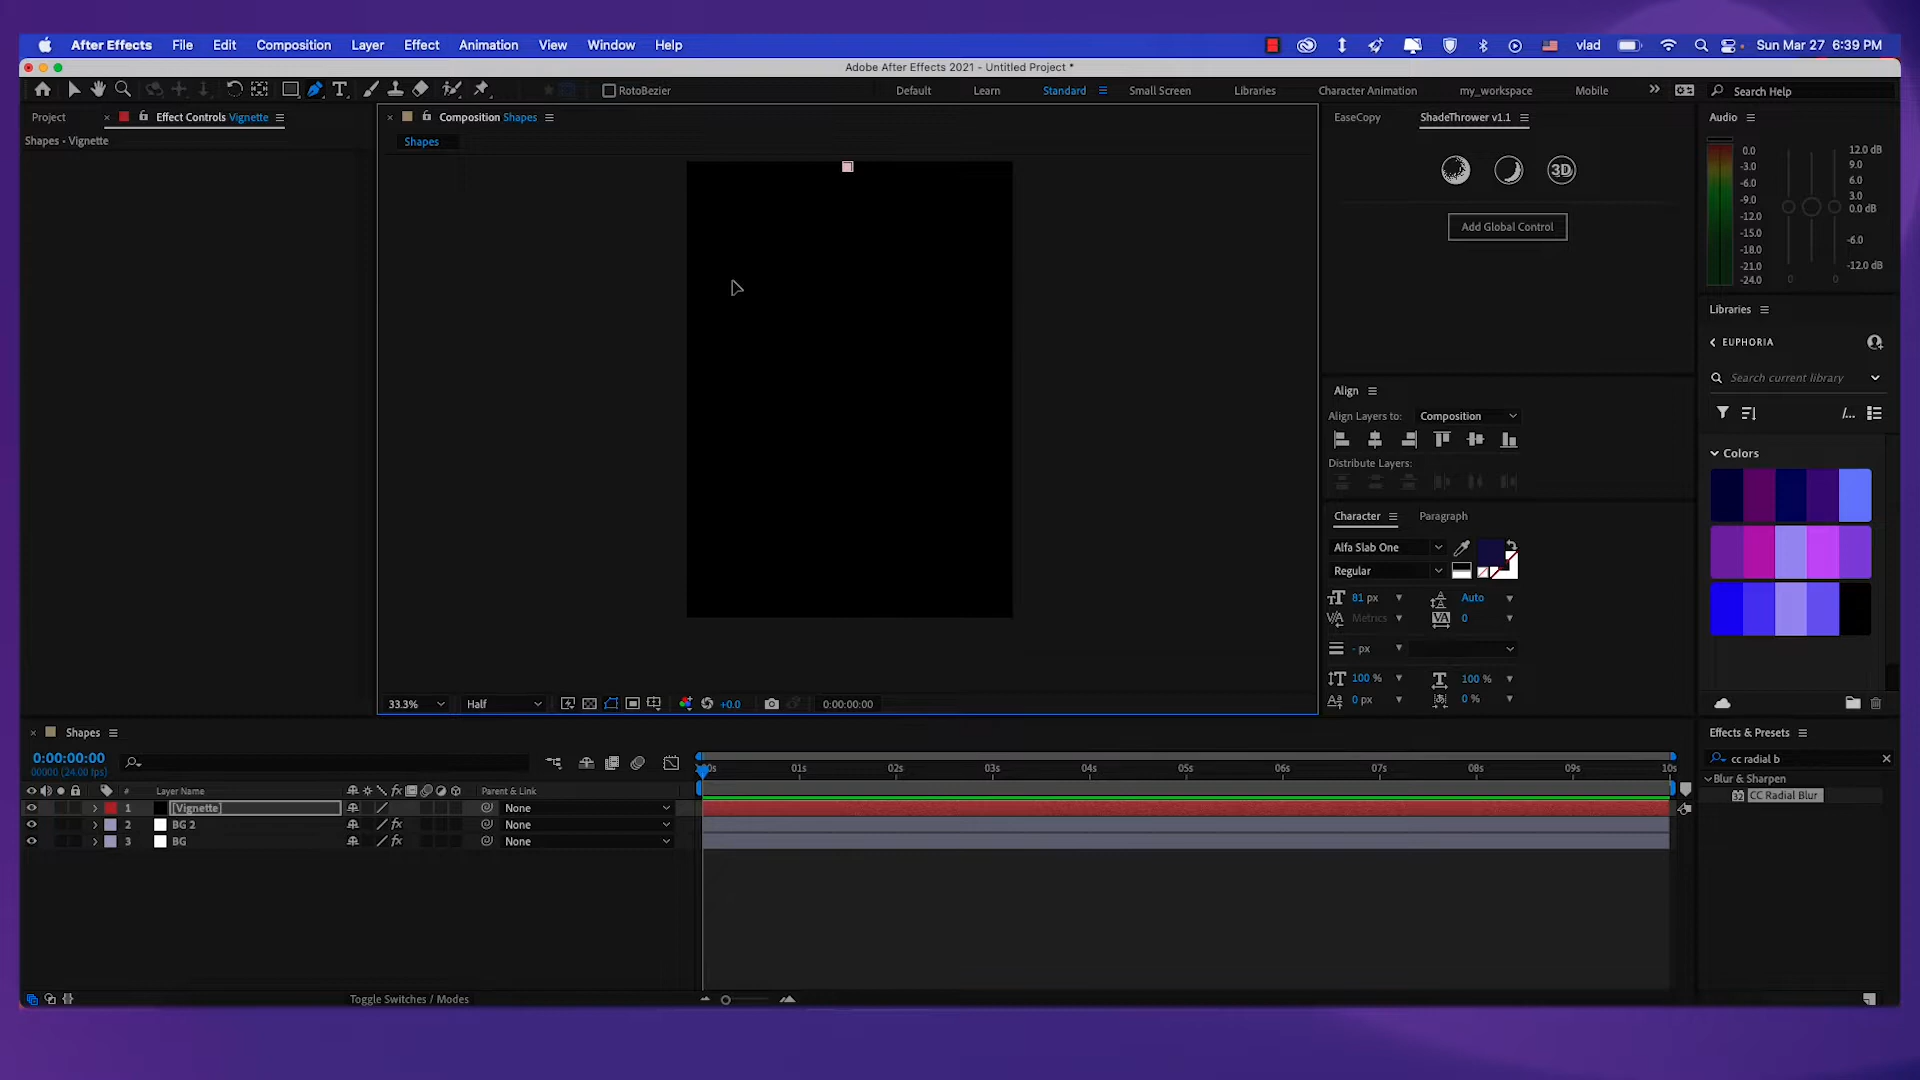 After Effects File Edit Composition Layer Effect Animation View Window Help vlad Sun Mar 27 6:39 PM
Adobe After Effects 2021 - Untitled Project *
RotoBezier Default Learn Standard Small Screen Libraries Character Animation my_workspace Mobile Search Help
Project Effect Controls Vignette Composition Shapes EaseCopy ShadeThrower v1.1 Audio
Shapes - Vignette Shapes
3D
Add Global Control
0.0 12.0 dB
-3.0 9.0
-6.0 6.0
-9.0 3.0
-12.0 0.0 dB
-15.0
-18.0 -6.0
-21.0 -12.0 dB
-24.0 0 0
Libraries
EUPHORIA
Search current library
Align
Align Layers to: Composition
Distribute Layers:
Colors
Character Paragraph
Alfa Slab One
Regular
81 px Auto
Metrics 0
- px
100 % 100 %
0 px 0 %
33.3% Half +0.0 0:00:00:00
Shapes
0:00:00:00
00000 (24.00 fps)
01s 02s 03s 04s 05s 06s 07s 08s 09s 10s
# Layer Name Parent & Link
1 [Vignette] None
2 BG 2 fx None
3 BG fx None
Toggle Switches / Modes
Effects & Presets
cc radial b
Blur & Sharpen
32 CC Radial Blur